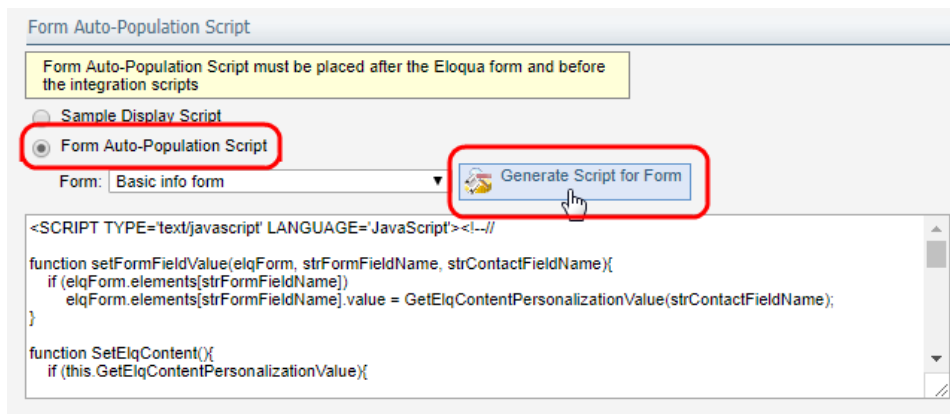 Form Auto-Population Script
Form Auto-Population Script must be placed after the Eloqua form and before
the integration scripts
Sample Display Script
Form Auto-Population Script
Form: Basic info form
Generate Script for Form
<SCRIPT TYPE='text/javascript' LANGUAGE='JavaScript'><!--//
function setFormFieldValue(elqForm, strFormFieldName, strContactFieldName){
if (elqForm.elements[strFormFieldName])
elqForm.elements[strFormFieldName].value = GetElqContentPersonalizationValue(strContactFieldName);
}
function SetElqContent(){
if (this.GetElqContentPersonalizationValue){